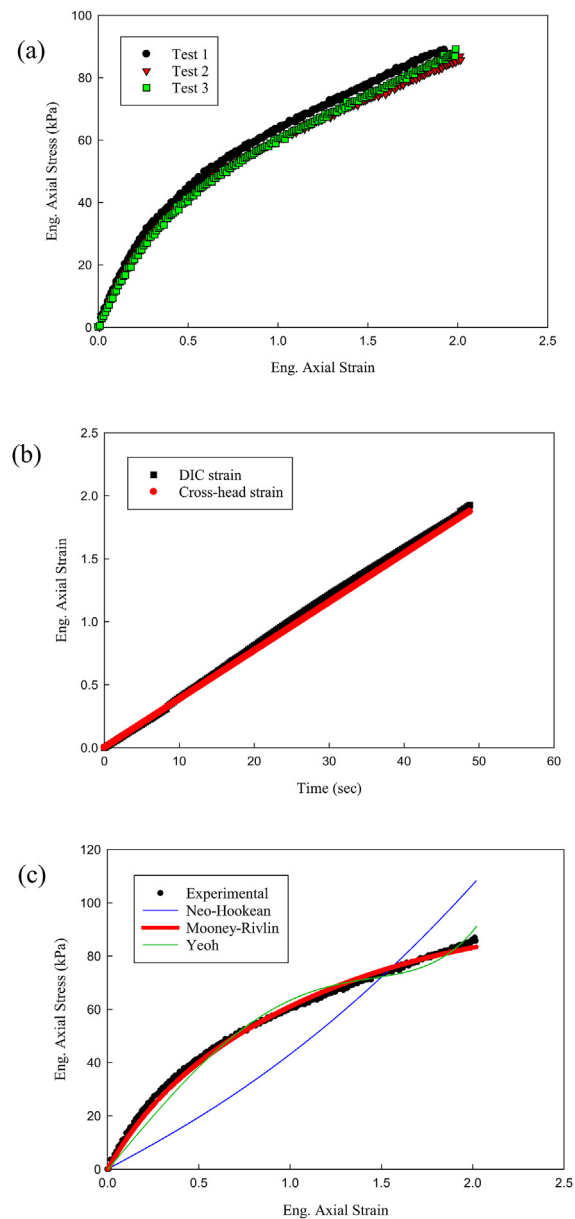 (a)
Test 1
Test 2
Test 3
Eng. Axial Stress (kPa)
100
80
60
40
20
0
0.0 0.5 1.0 1.5 2.0 2.5
Eng. Axial Strain
(b)
DIC strain
Cross-head strain
Eng. Axial Strain
2.5
2.0
1.5
1.0
0.5
0.0
0 10 20 30 40 50 60
Time (sec)
(c)
Experimental
Neo-Hookean
Mooney-Rivlin
Yeoh
Eng. Axial Stress (kPa)
120
100
80
60
40
20
0
0.0 0.5 1.0 1.5 2.0 2.5
Eng. Axial Strain